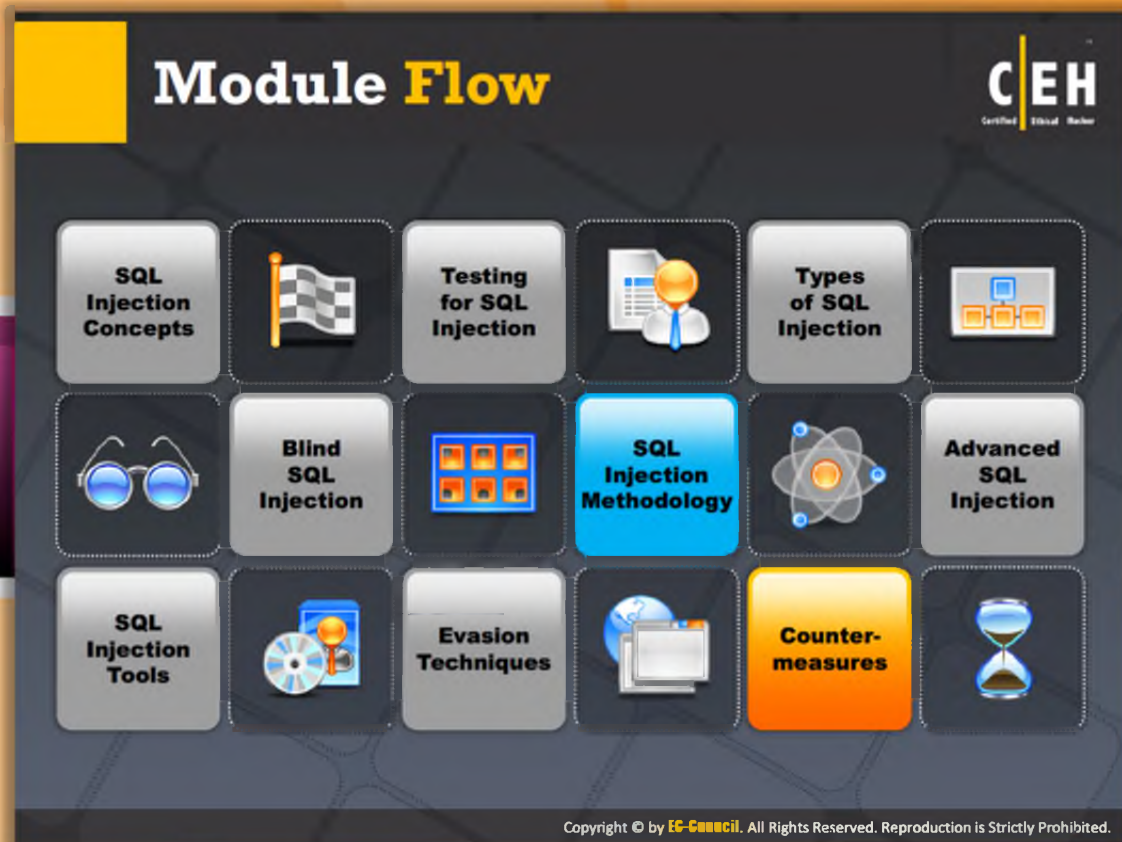 Module Flow
C|EH
Certified Ethical Hacker
SQL
Injection
Concepts
Testing
for SQL
Injection
Types
of SQL
Injection
Blind
SQL
Injection
SQL
Injection
Methodology
Advanced
SQL
Injection
SQL
Injection
Tools
Evasion
Techniques
Counter-
measures
Copyright © by EC-Council. All Rights Reserved. Reproduction is Strictly Prohibited.